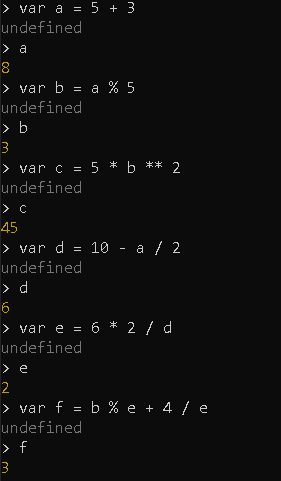 > var a = 5 + 3
undefined
> a
8
> var b = a % 5
undefined
> b
3
> var c = 5 * b ** 2
undefined
> c
45
> var d = 10 - a / 2
undefined
> d
6
> var e = 6 * 2 / d
undefined
> e
2
> var f = b % e + 4 / e
undefined
> f
3